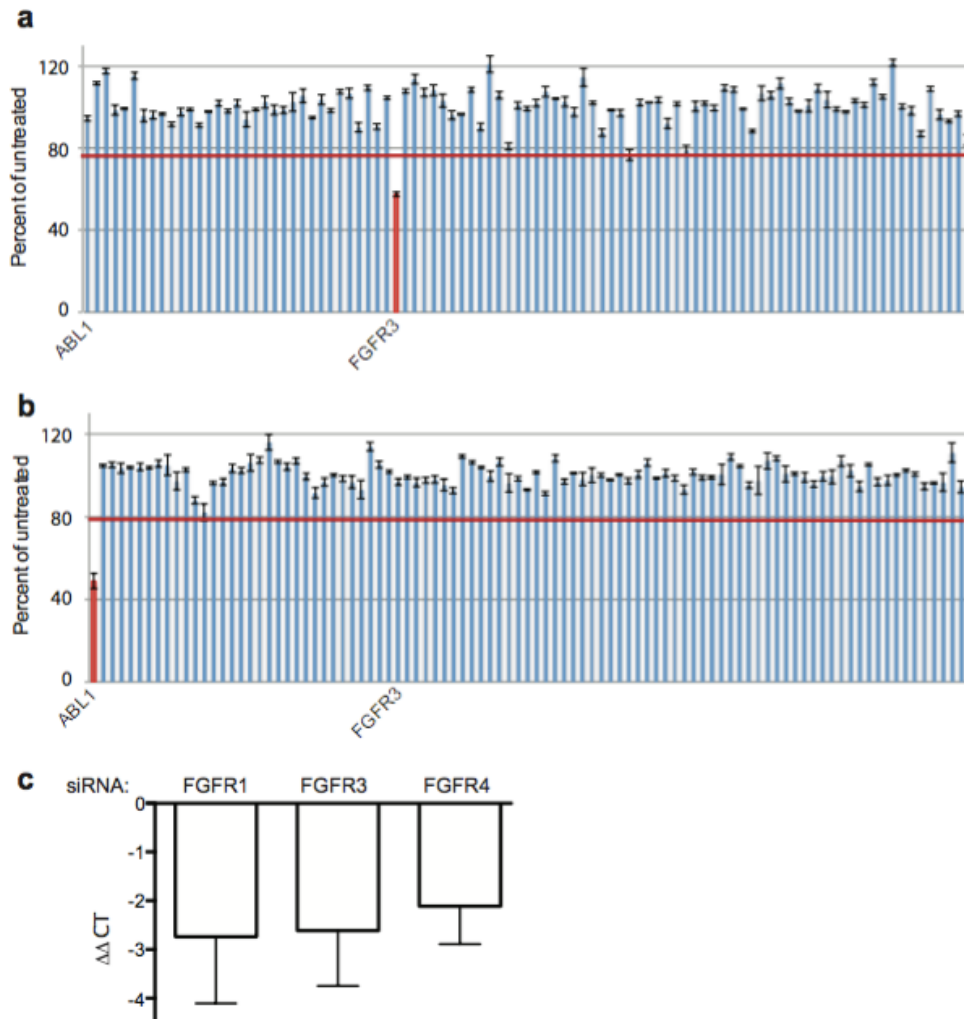 a
Percent of untreated
120
80
40
0
ABL1
FGFR3
b
Percent of untreated
120
80
40
0
ABL1
FGFR3
c
siRNA: FGFR1 FGFR3 FGFR4
ΔΔCT
0
-1
-2
-3
-4